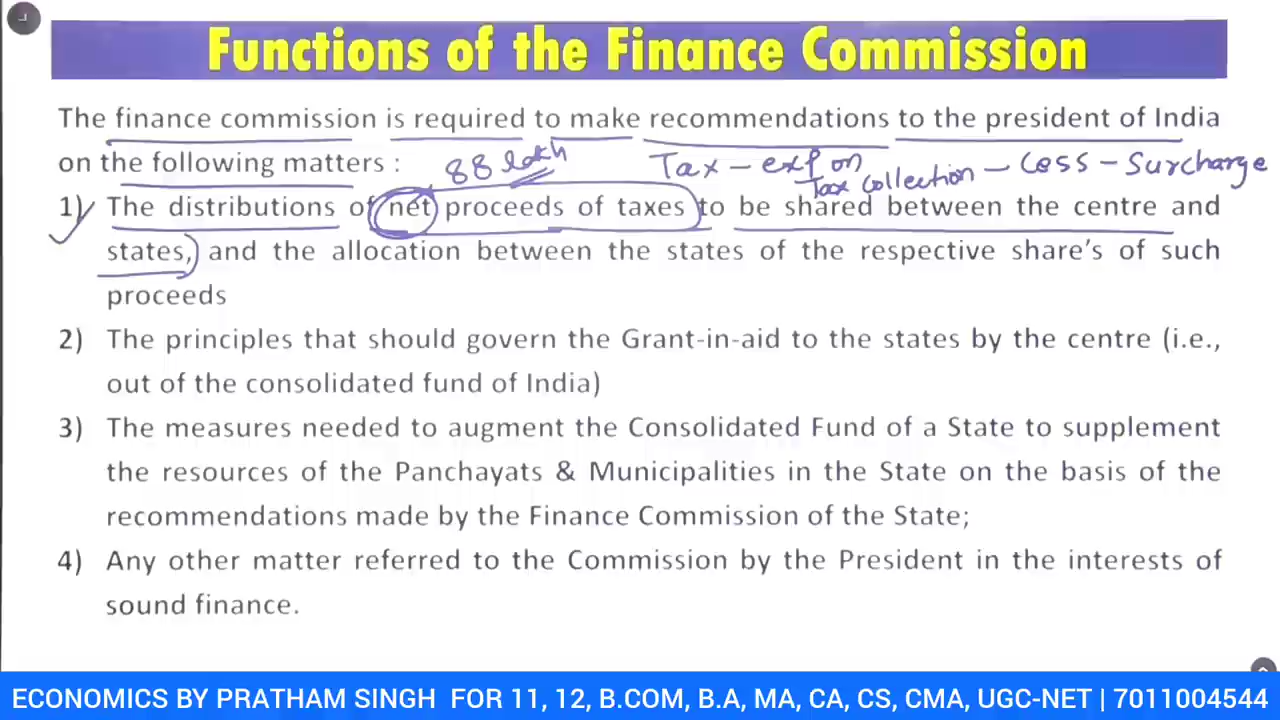 Functions of the Finance Commission
The finance commission is required to make recommendations to the president of India
on the following matters :
88 lakh
Tax - exp on
Tax collection - Cess - Surcharge
1) The distributions of net proceeds of taxes to be shared between the centre and
states, and the allocation between the states of the respective share's of such
proceeds
2) The principles that should govern the Grant-in-aid to the states by the centre (i.e.,
out of the consolidated fund of India)
3) The measures needed to augment the Consolidated Fund of a State to supplement
the resources of the Panchayats & Municipalities in the State on the basis of the
recommendations made by the Finance Commission of the State;
4) Any other matter referred to the Commission by the President in the interests of
sound finance.
ECONOMICS BY PRATHAM SINGH FOR 11, 12, B.COM, B.A, MA, CA, CS, CMA, UGC-NET | 7011004544